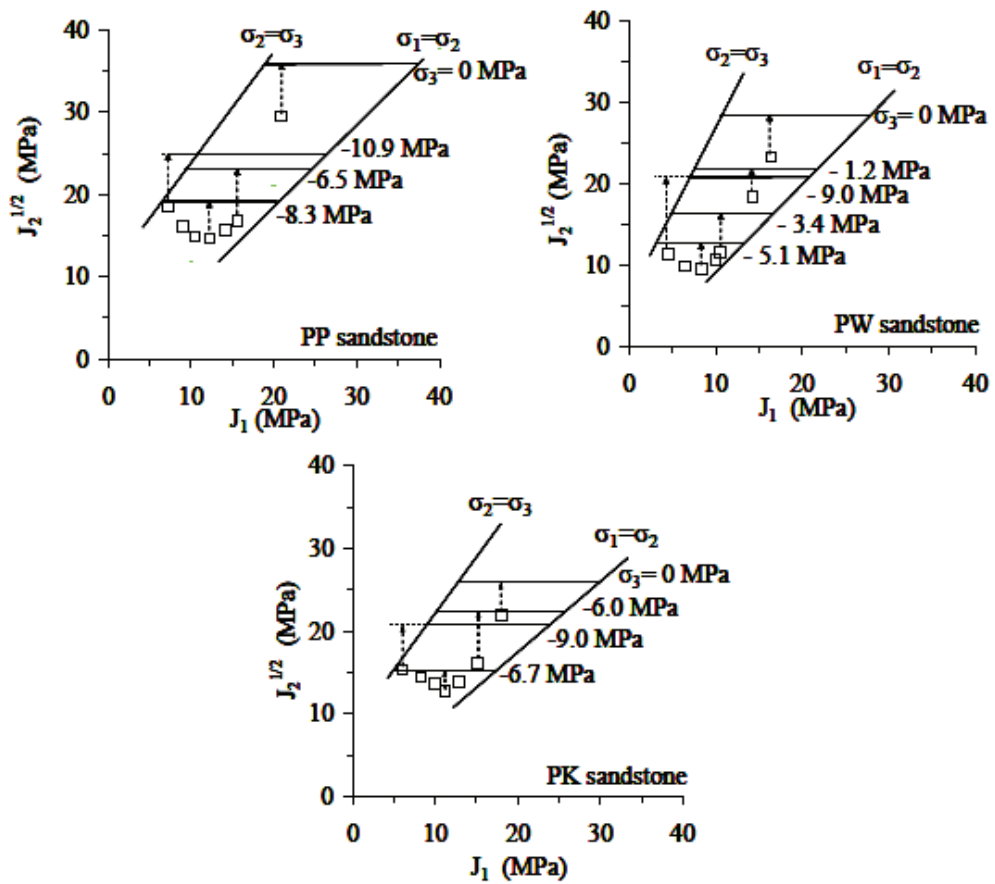 40
30
20
10
0
J₂^1/2 (MPa)
σ₂=σ₃
σ₁=σ₂
σ₃= 0 MPa
-10.9 MPa
-6.5 MPa
-8.3 MPa
PP sandstone
0 10 20 30 40
J₁ (MPa)
40
30
20
10
0
J₂^1/2 (MPa)
σ₂=σ₃
σ₁=σ₂
σ₃= 0 MPa
- 1.2 MPa
- 9.0 MPa
- 3.4 MPa
- 5.1 MPa
PW sandstone
0 10 20 30 40
J₁ (MPa)
40
30
20
10
0
J₂^1/2 (MPa)
σ₂=σ₃
σ₁=σ₂
σ₃= 0 MPa
-6.0 MPa
-9.0 MPa
-6.7 MPa
PK sandstone
0 10 20 30 40
J₁ (MPa)